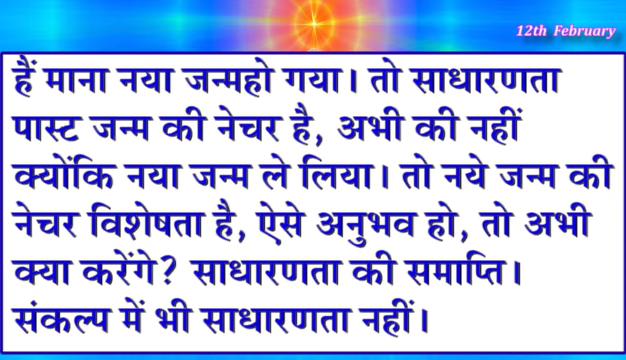 12th February
हैं माना नया जन्महो गया। तो साधारणता
पास्ट जन्म की नेचर है, अभी की नहीं
क्योंकि नया जन्म ले लिया। तो नये जन्म की
नेचर विशेषता है, ऐसे अनुभव हो, तो अभी
क्या करेंगे? साधारणता की समाप्ति।
संकल्प में भी साधारणता नहीं।